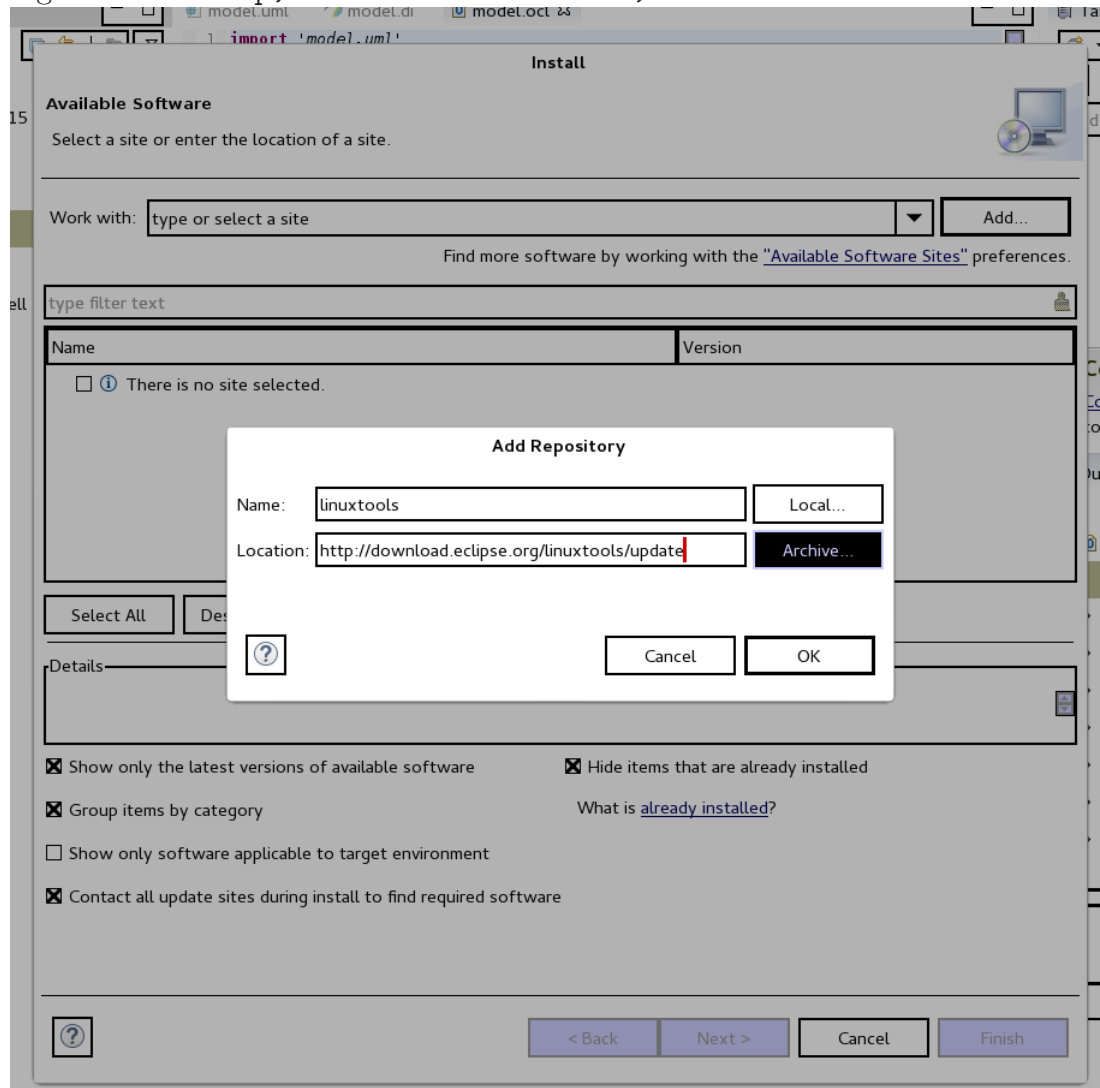 model.uml model.di model.ocl
1 import 'model.uml'
Install
Available Software
15
Select a site or enter the location of a site.
Work with: type or select a site Add...
Find more software by working with the "Available Software Sites" preferences.
ell
type filter text
Name Version
There is no site selected.
Add Repository
Name: linuxtools Local...
Location: http://download.eclipse.org/linuxtools/update Archive...
Select All
Cancel OK
Details
Show only the latest versions of available software Hide items that are already installed
Group items by category What is already installed?
Show only software applicable to target environment
Contact all update sites during install to find required software
< Back Next > Cancel Finish